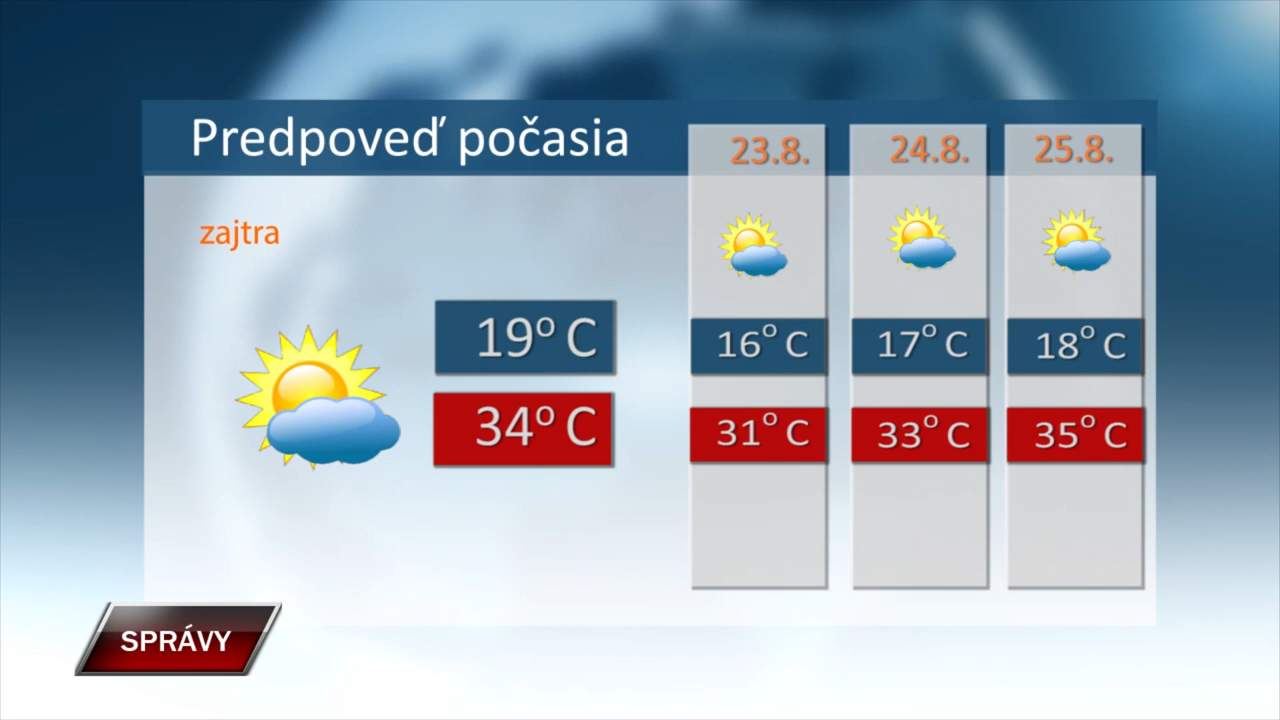 Predpoveď počasia
zajtra
19° C
34° C
23.8.
16° C
31° C
24.8.
17° C
33° C
25.8.
18° C
35° C
SPRÁVY